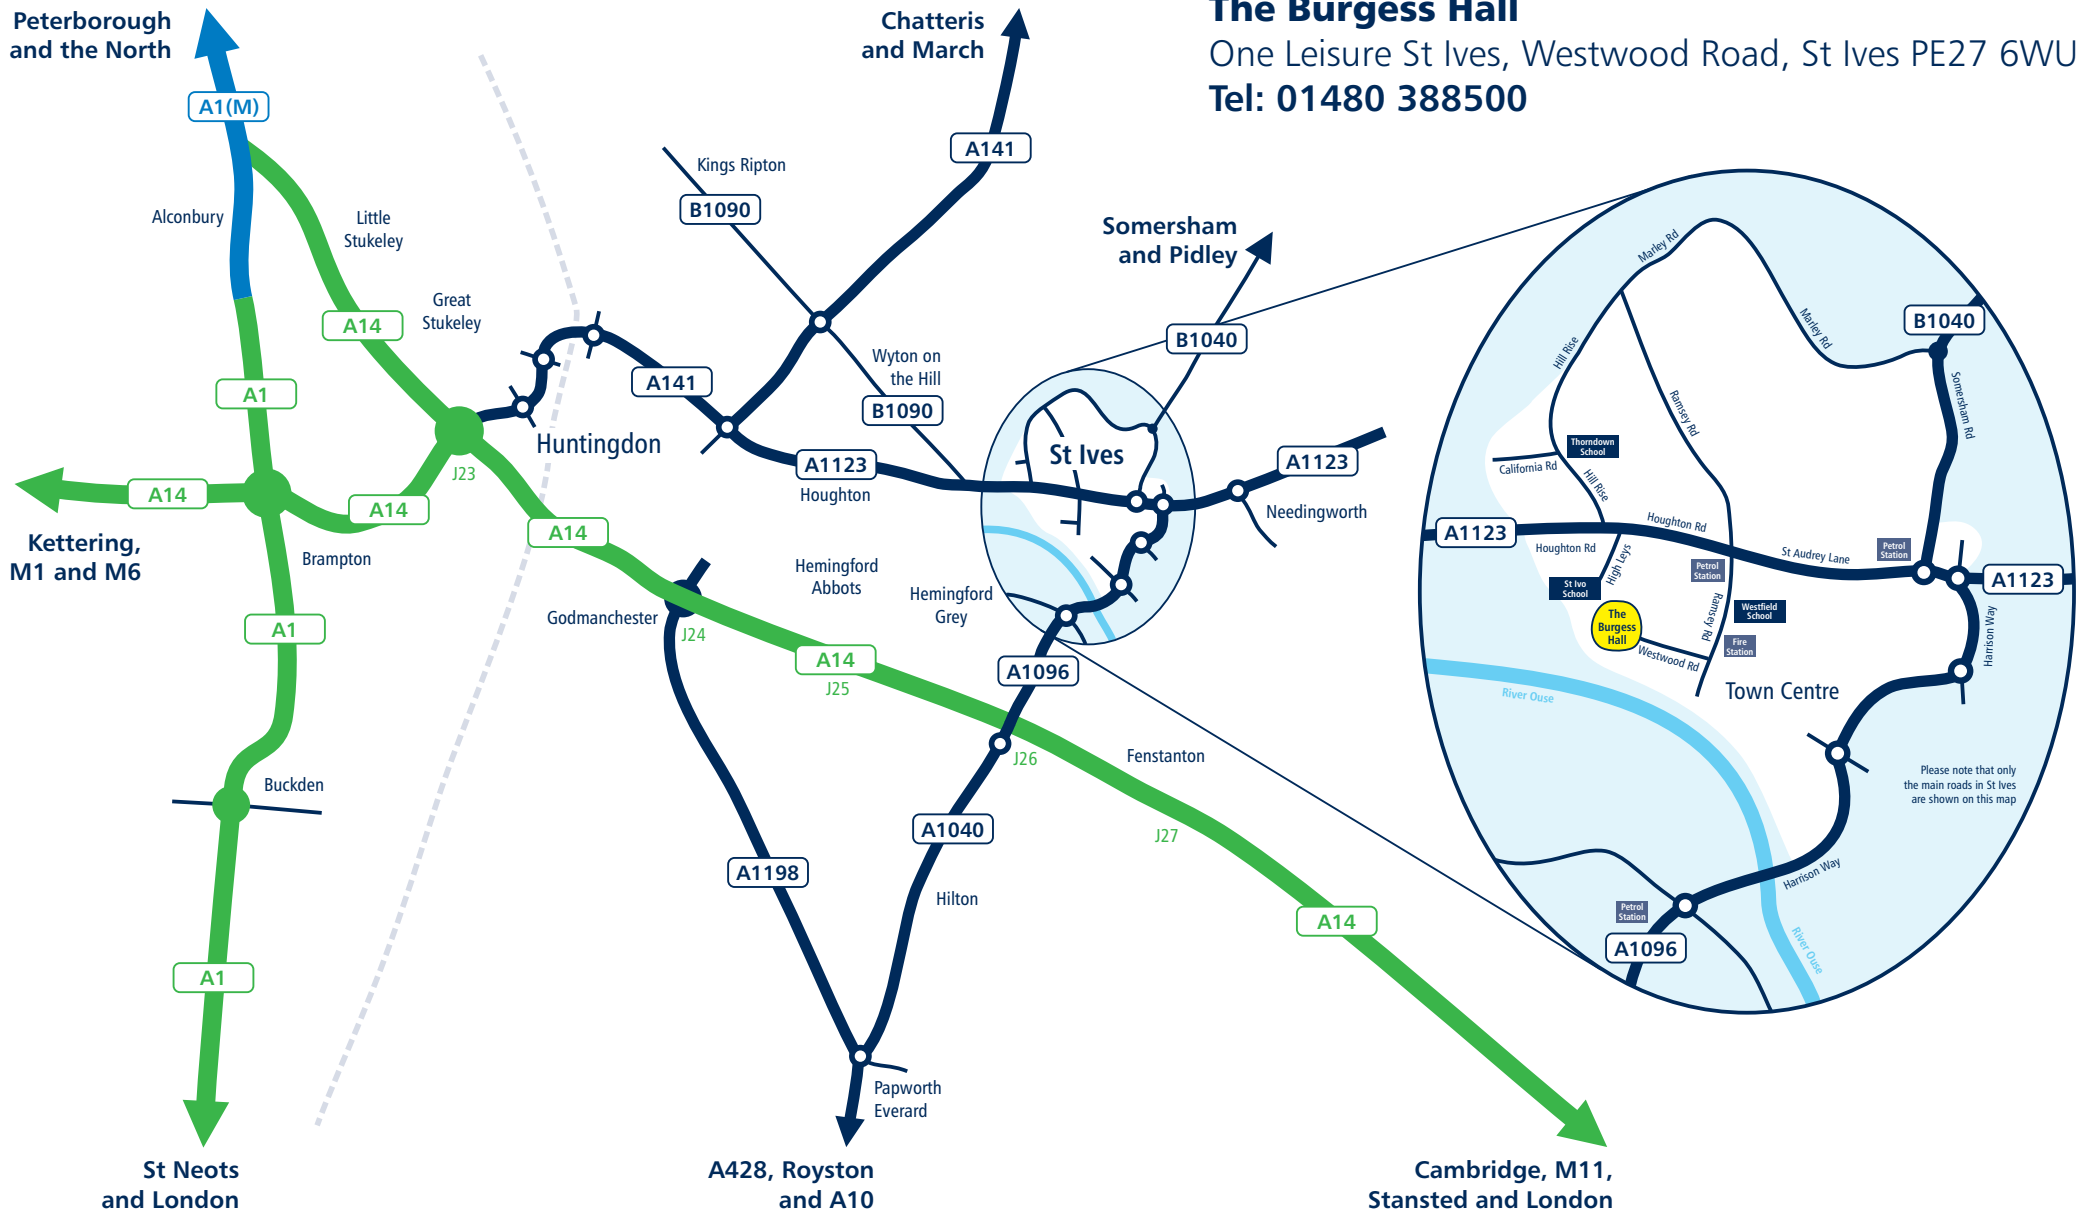 The Burgess Hall
One Leisure St Ives, Westwood Road, St Ives PE27 6WU
Tel: 01480 388500
Peterborough
and the North
Chatteris
and March
A1(M)
A141
Kings Ripton
B1090
Alconbury
Little
Stukeley
Somersham
and Pidley
Great
Stukeley
A14
B1040
A1
A141
Wyton on
the Hill
B1090
Huntingdon
St Ives
A1123
A1123
Houghton
J23
A14
A14
A14
Needingworth
Kettering,
M1 and M6
Brampton
Hemingford
Abbots
Hemingford
Grey
Godmanchester
J24
A1
A14
J25
A1096
J26
Fenstanton
Buckden
A1040
J27
A1198
Hilton
A14
A1
Papworth
Everard
St Neots
and London
A428, Royston
and A10
Cambridge, M11,
Stansted and London
Marley Rd
Marley Rd
B1040
Hill Rise
Somersham Rd
Ramsey Rd
Thorndown
School
California Rd
Hill Rise
A1123
Houghton Rd
Houghton Rd
St Audrey Lane
Petrol
Station
A1123
High Leys
Petrol
Station
St Ivo
School
Ramsey Rd
Westfield
School
The
Burgess
Hall
Fire
Station
Harrison Way
Westwood Rd
River Ouse
Town Centre
Please note that only
the main roads in St Ives
are shown on this map
Harrison Way
Petrol
Station
A1096
River Ouse